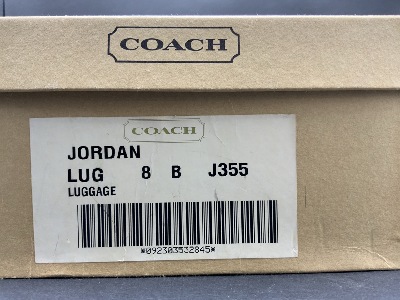 COACH
COACH
JORDAN
LUG 8 B J355
LUGGAGE
*092303532845*